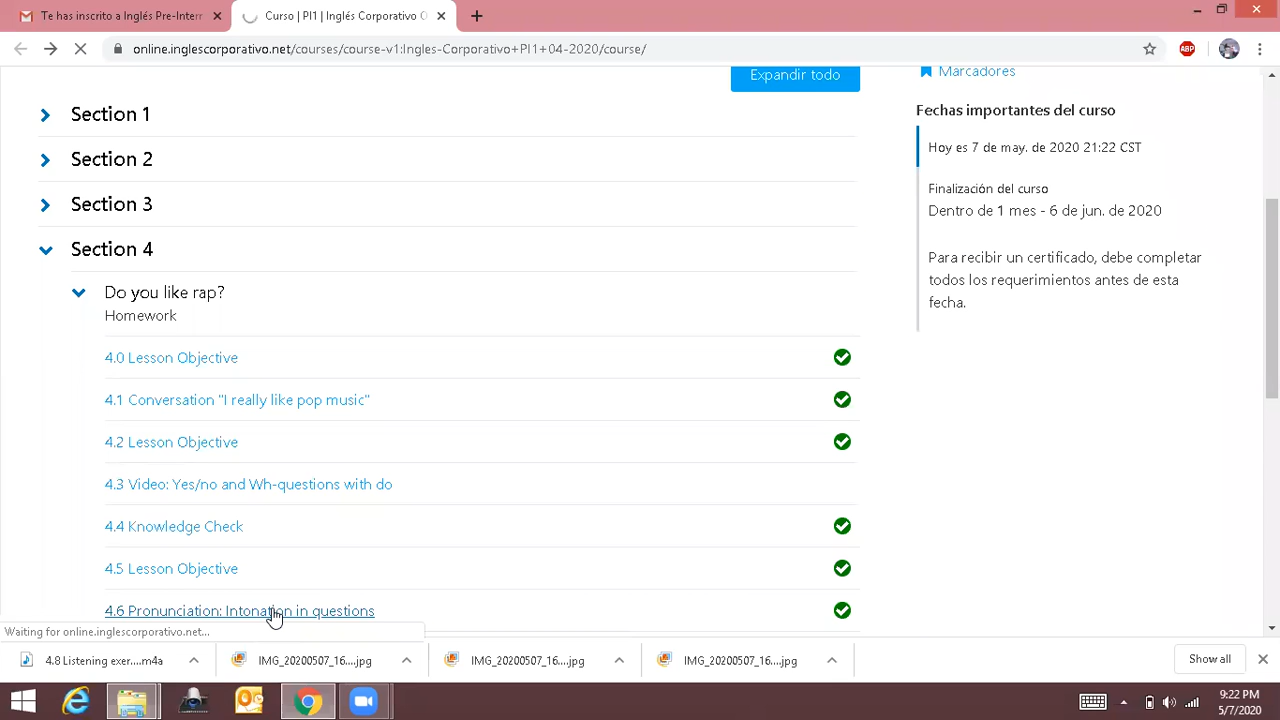 Te has inscrito a Inglés Pre-Interr
Curso | PI1 | Inglés Corporativo O
online.inglescorporativo.net/courses/course-v1:Ingles-Corporativo+PI1+04-2020/course/
ABP
Expandir todo
Marcadores
Section 1
Section 2
Section 3
Section 4
Do you like rap?
Homework
4.0 Lesson Objective
4.1 Conversation "I really like pop music"
4.2 Lesson Objective
4.3 Video: Yes/no and Wh-questions with do
4.4 Knowledge Check
4.5 Lesson Objective
4.6 Pronunciation: Intonation in questions
Fechas importantes del curso
Hoy es 7 de may. de 2020 21:22 CST
Finalización del curso
Dentro de 1 mes - 6 de jun. de 2020
Para recibir un certificado, debe completar
todos los requerimientos antes de esta
fecha.
Waiting for online.inglescorporativo.net...
4.8 Listening exer....m4a
IMG_20200507_16....jpg
IMG_20200507_16....jpg
IMG_20200507_16....jpg
Show all
9:22 PM
5/7/2020